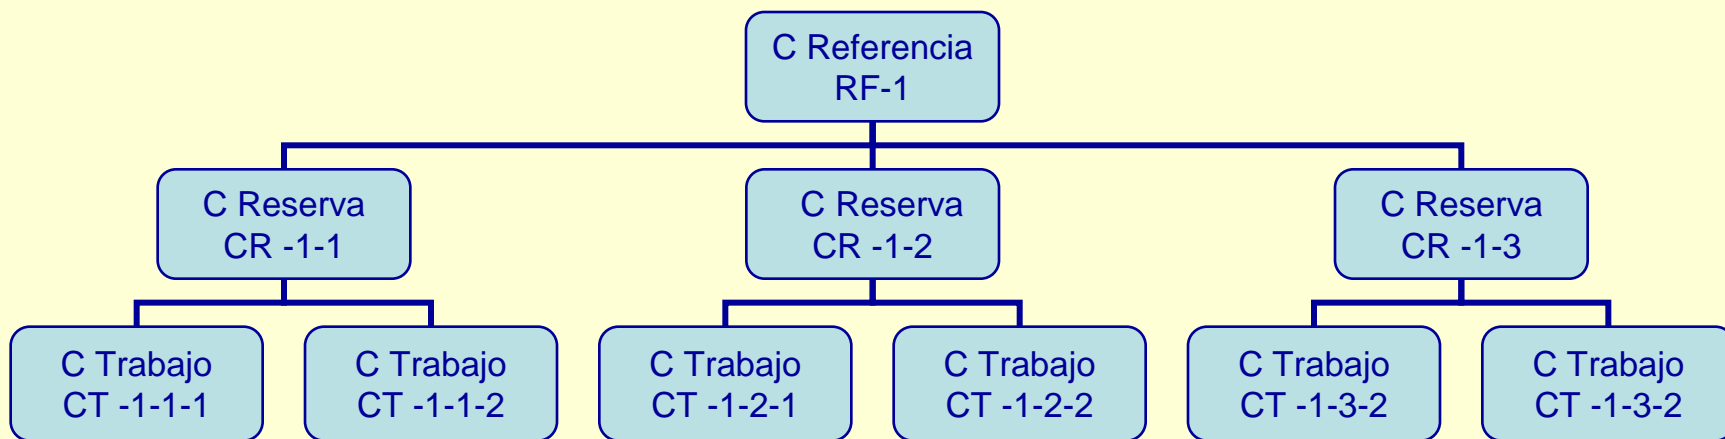 C Referencia
RF-1
C Reserva
CR -1-1
C Reserva
CR -1-2
C Reserva
CR -1-3
C Trabajo
CT -1-1-1
C Trabajo
CT -1-1-2
C Trabajo
CT -1-2-1
C Trabajo
CT -1-2-2
C Trabajo
CT -1-3-2
C Trabajo
CT -1-3-2